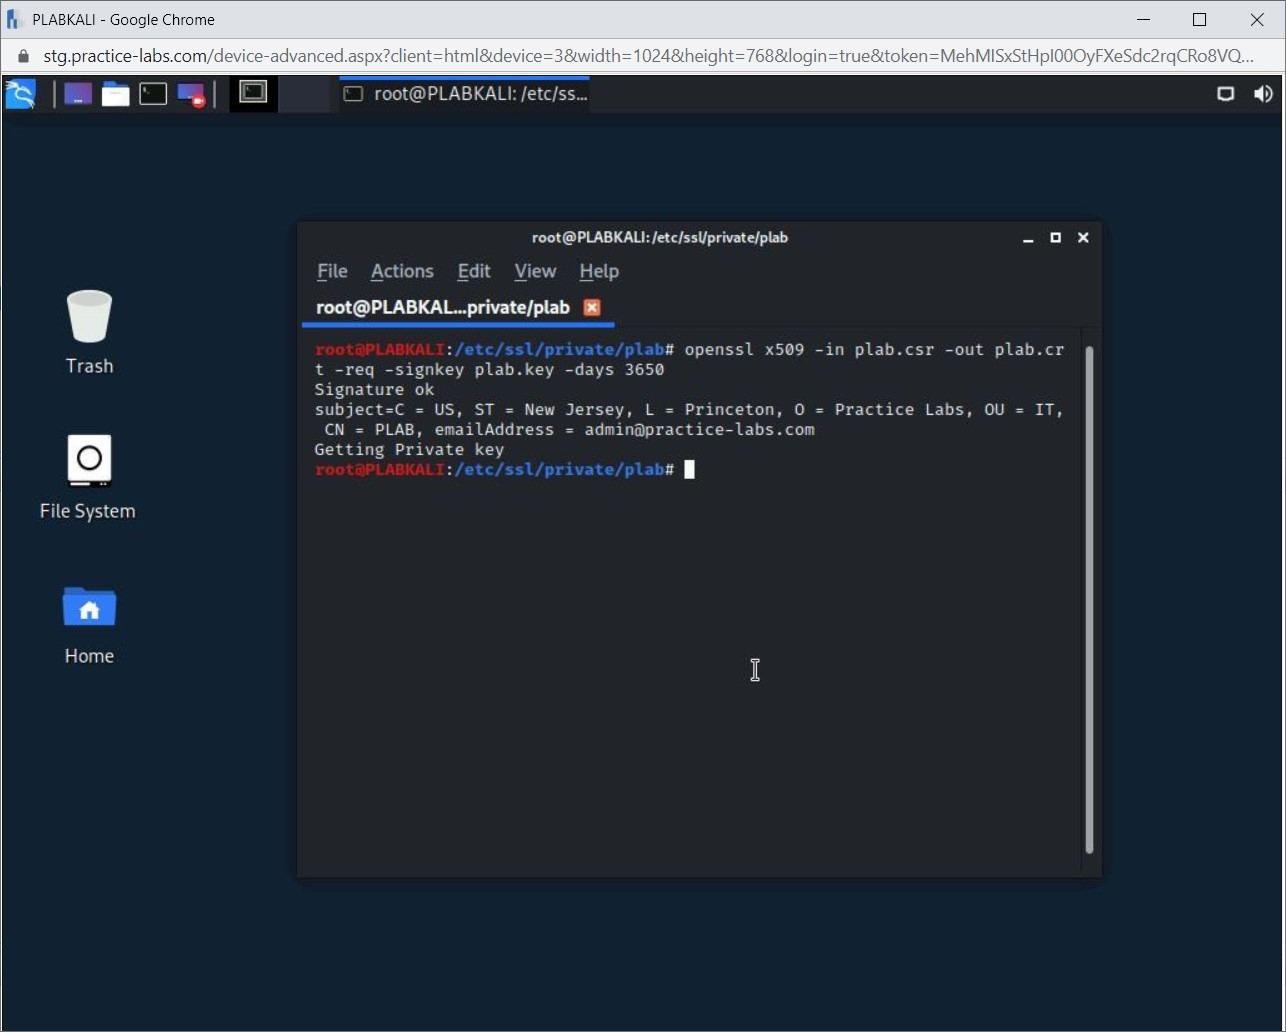 PLABKALI - Google Chrome
stg.practice-labs.com/device-advanced.aspx?client=html&device=3&width=1024&height=768&login=true&token=MehMISxStHpI00OyFXeSdc2rqCRo8VQ...
root@PLABKALI: /etc/ss...
root@PLABKALI:/etc/ssl/private/plab
File Actions Edit View Help
root@PLABKAL...private/plab
root@PLABKALI:/etc/ssl/private/plab# openssl x509 -in plab.csr -out plab.cr
t -req -signkey plab.key -days 3650
Signature ok
subject=C = US, ST = New Jersey, L = Princeton, O = Practice Labs, OU = IT,
CN = PLAB, emailAddress = admin@practice-labs.com
Getting Private key
root@PLABKALI:/etc/ssl/private/plab#
Trash
File System
Home